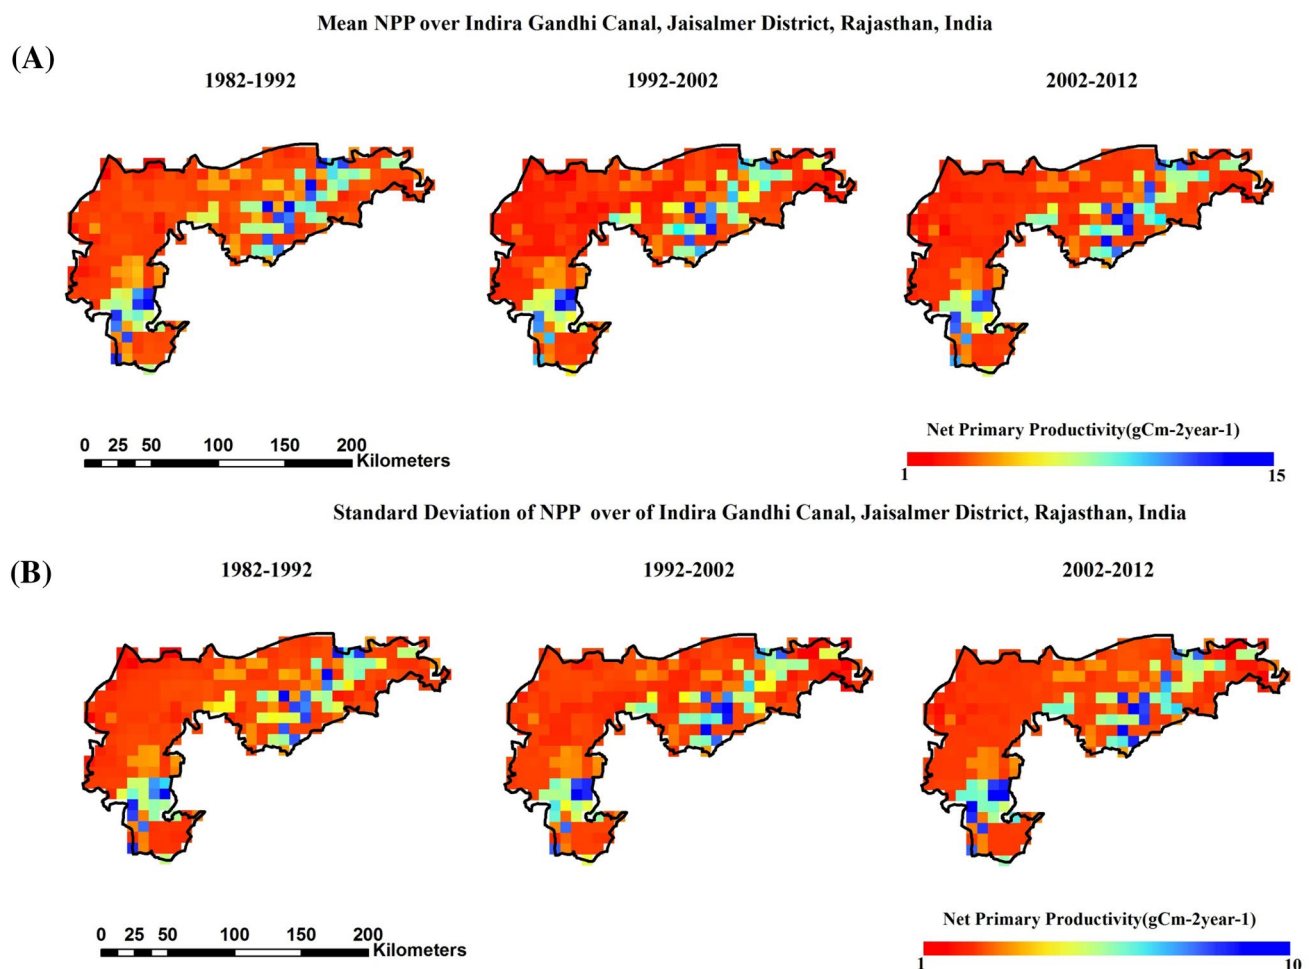 Mean NPP over Indira Gandhi Canal, Jaisalmer District, Rajasthan, India
(A)
1982-1992 1992-2002 2002-2012
Net Primary Productivity(gCm-2year-1)
0 25 50 100 150 200
Kilometers
1 15
Standard Deviation of NPP over of Indira Gandhi Canal, Jaisalmer District, Rajasthan, India
(B)
1982-1992 1992-2002 2002-2012
Net Primary Productivity(gCm-2year-1)
0 25 50 100 150 200
Kilometers
1 10